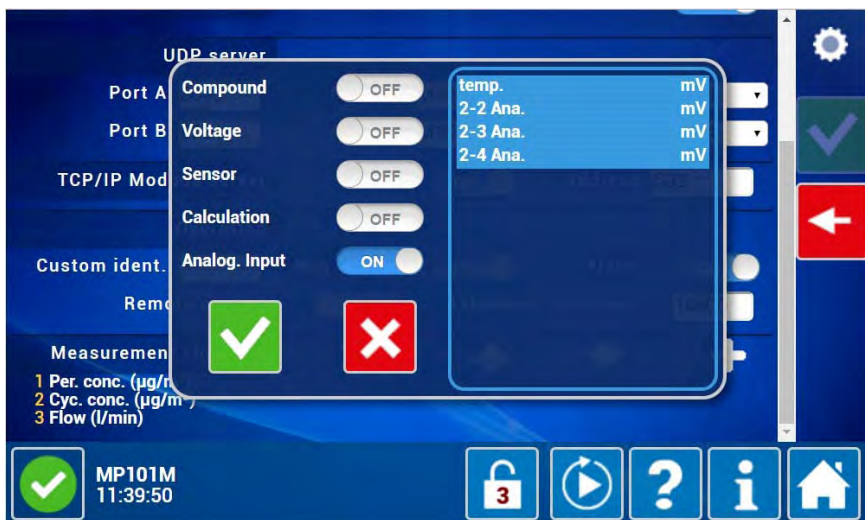 UDP server
Port A
Port B
TCP/IP Mod
Custom ident.
Remo
Measuremen
1 Per. conc. (µg/m
2 Cyc. conc. (µg/m³)
3 Flow (l/min)
Compound OFF
Voltage OFF
Sensor OFF
Calculation OFF
Analog. Input ON
temp. mV
2-2 Ana. mV
2-3 Ana. mV
2-4 Ana. mV
MP101M
11:39:50
3
?
i